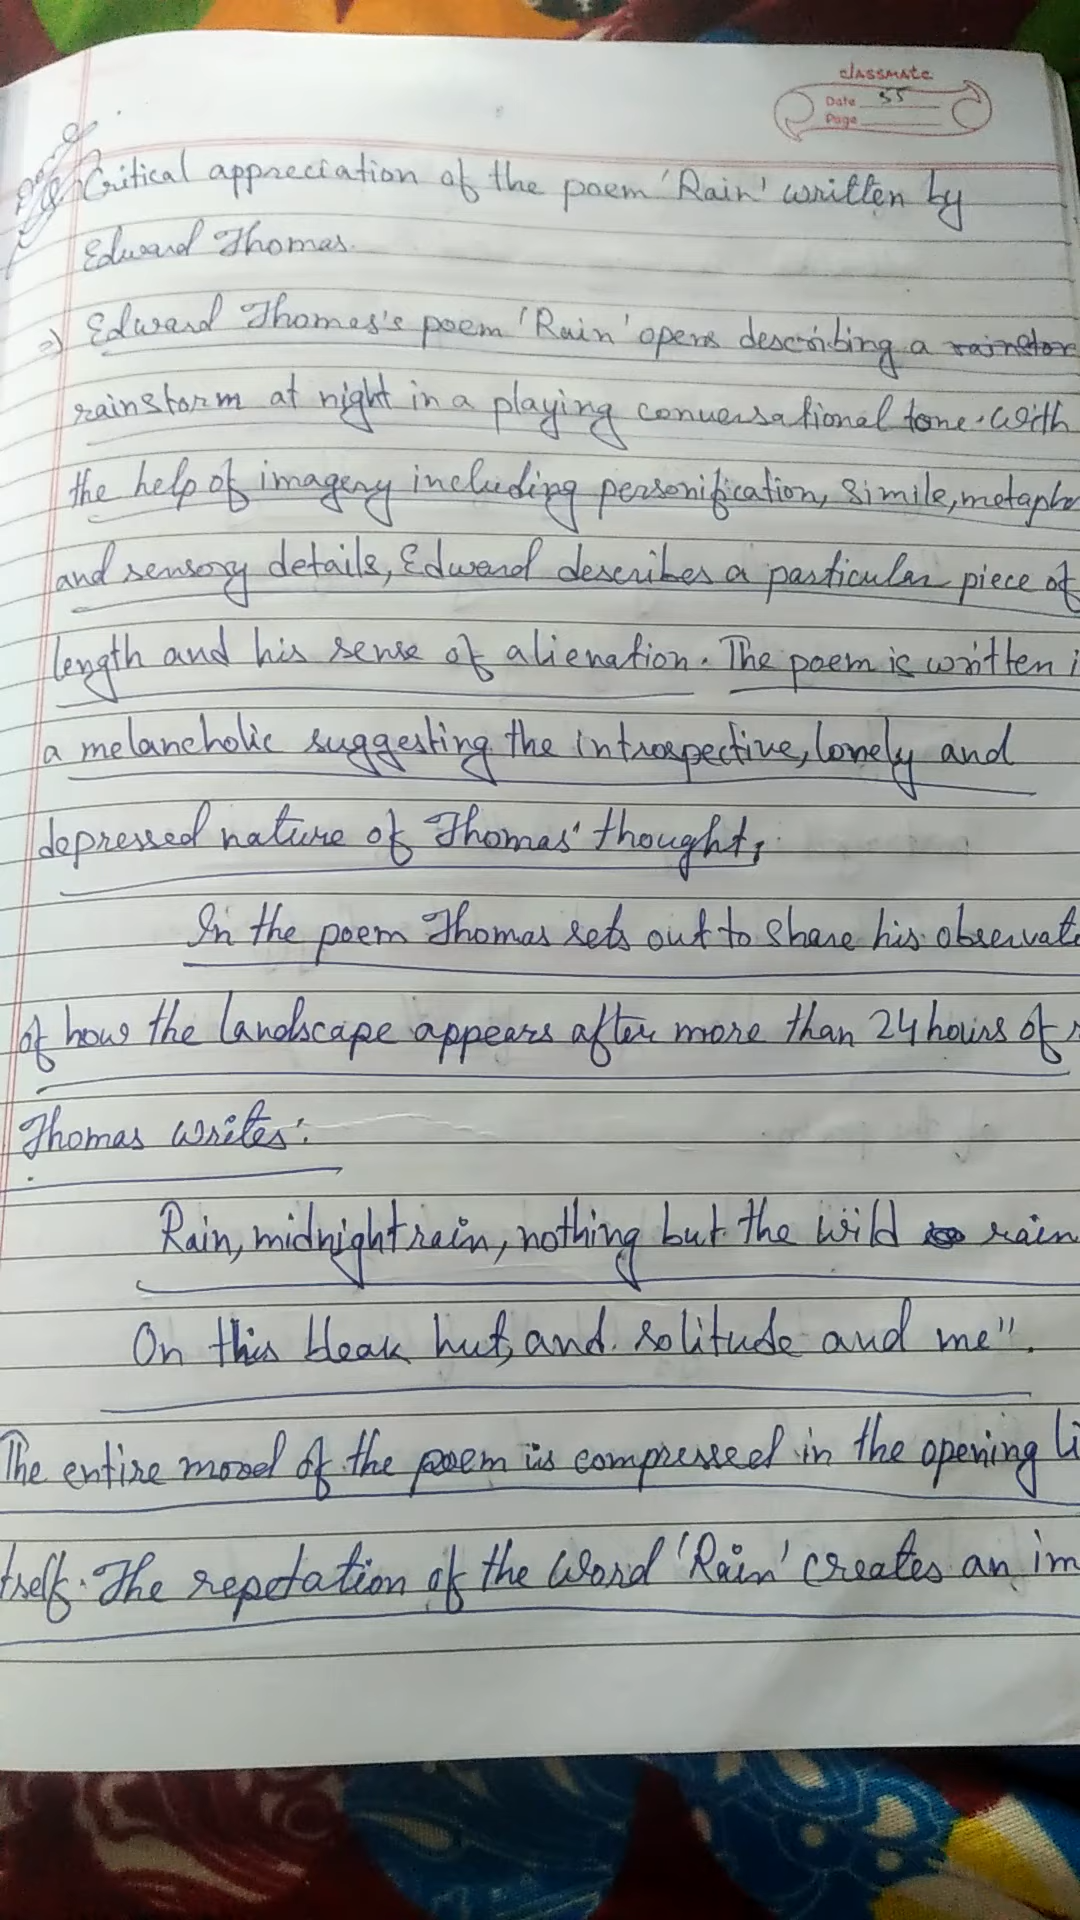 classmate
Date 55
Page
Critical appreciation of the poem 'Rain' written by
Edward Thomas.
⇒ Edward Thomas's poem 'Rain' opens describing a rainstor
rainstorm at night in a playing conversational tone. With
the help of imagery including personification, simile, metapho
and sensory details, Edward describes a particular piece of
length and his sense of alienation. The poem is written i
a melancholic suggesting the introspective, lonely and
depressed nature of Thomas' thought,
In the poem Thomas sets out to share his observat
of how the landscape appears after more than 24 hours of r
Thomas writes:
Rain, midnight rain, nothing but the wild rain
On this bleak hut, and solitude and me".
The entire mood of the poem is compressed in the opening li
tself. The repetation of the word 'Rain' creates an im